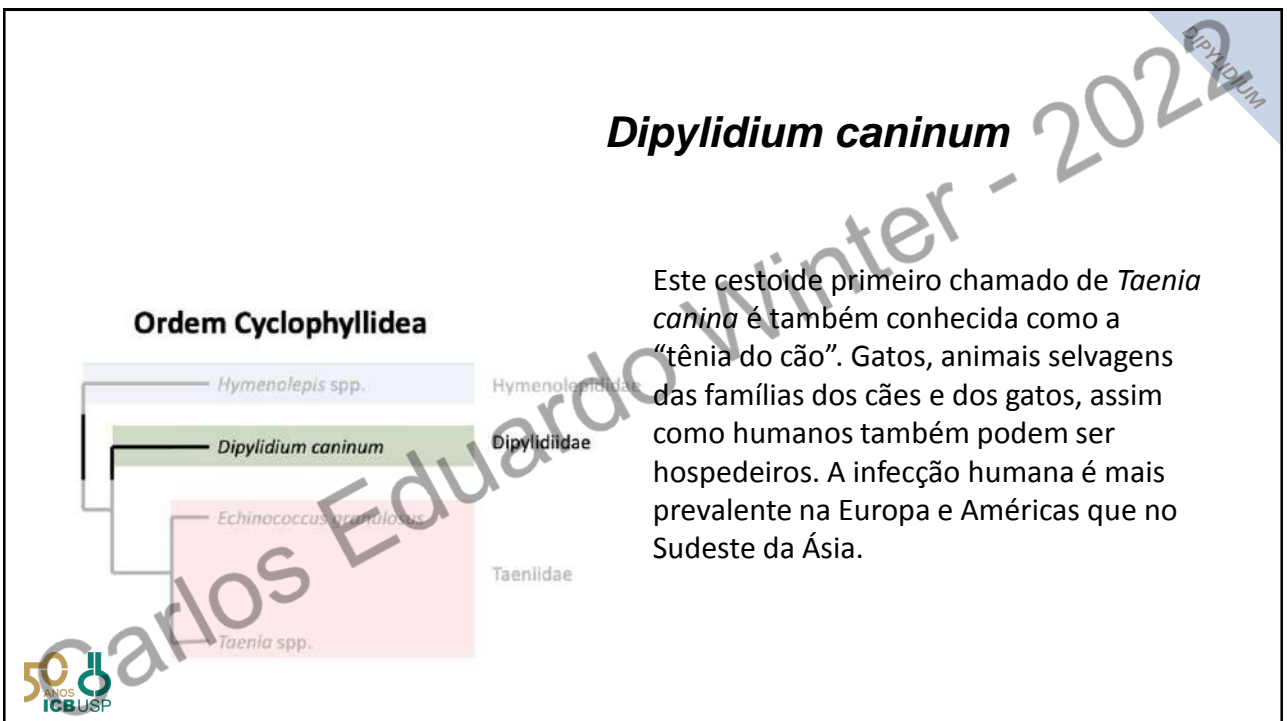 DIPYLIDIUM
Dipylidium caninum
Carlos Eduardo Winter - 2022
Este cestoide primeiro chamado de Taenia
canina é também conhecida como a
“tênia do cão”. Gatos, animais selvagens
das famílias dos cães e dos gatos, assim
como humanos também podem ser
hospedeiros. A infecção humana é mais
prevalente na Europa e Américas que no
Sudeste da Ásia.
Ordem Cyclophyllidea
Hymenolepis spp.
Hymenolepididae
Dipylidium caninum
Dipylidiidae
Echinococcus granulosus
Taeniidae
Taenia spp.
50
ANOS
ICBUSP